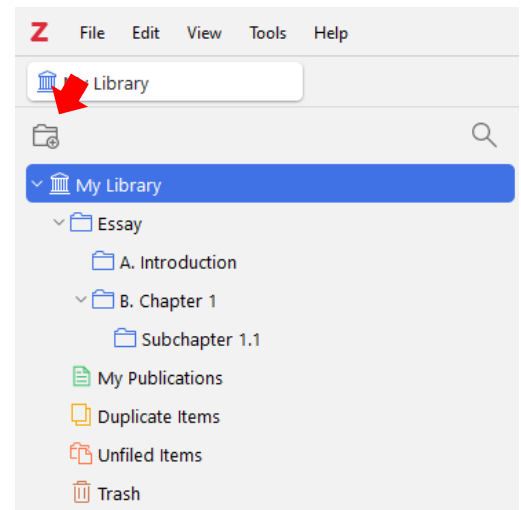 Z File Edit View Tools Help
My Library
My Library
Essay
A. Introduction
B. Chapter 1
Subchapter 1.1
My Publications
Duplicate Items
Unfiled Items
Trash